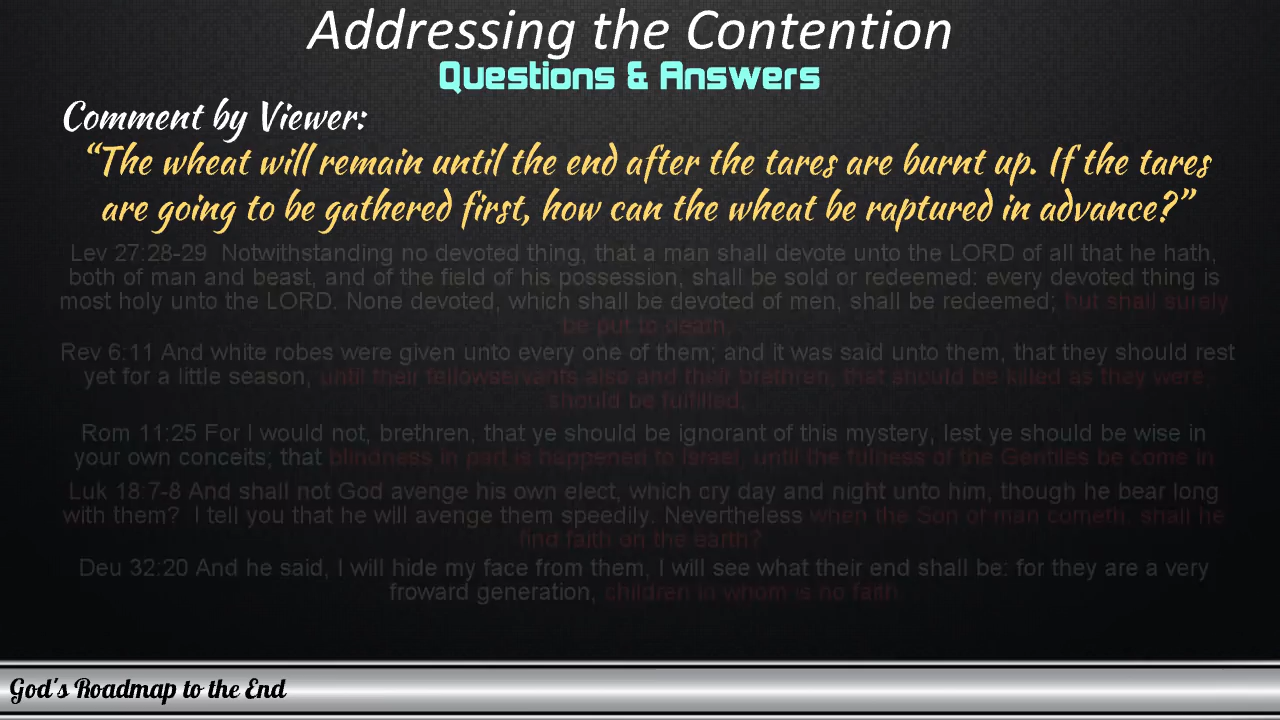 Addressing the Contention
Questions & Answers
Comment by Viewer:
“The wheat will remain until the end after the tares are burnt up. If the tares
are going to be gathered first, how can the wheat be raptured in advance?”
Lev 27:28-29 Notwithstanding no devoted thing, that a man shall devote unto the LORD of all that he hath,
both of man and beast, and of the field of his possession, shall be sold or redeemed: every devoted thing is
most holy unto the LORD. None devoted, which shall be devoted of men, shall be redeemed; but shall surely
be put to death.
Rev 6:11 And white robes were given unto every one of them; and it was said unto them, that they should rest
yet for a little season, until their fellowservants also and their brethren, that should be killed as they were,
should be fulfilled.
Rom 11:25 For I would not, brethren, that ye should be ignorant of this mystery, lest ye should be wise in
your own conceits; that blindness in part is happened to Israel, until the fulness of the Gentiles be come in
Luk 18:7-8 And shall not God avenge his own elect, which cry day and night unto him, though he bear long
with them? I tell you that he will avenge them speedily. Nevertheless when the Son of man cometh, shall he
find faith on the earth?
Deu 32:20 And he said, I will hide my face from them, I will see what their end shall be: for they are a very
froward generation, children in whom is no faith.
God's Roadmap to the End